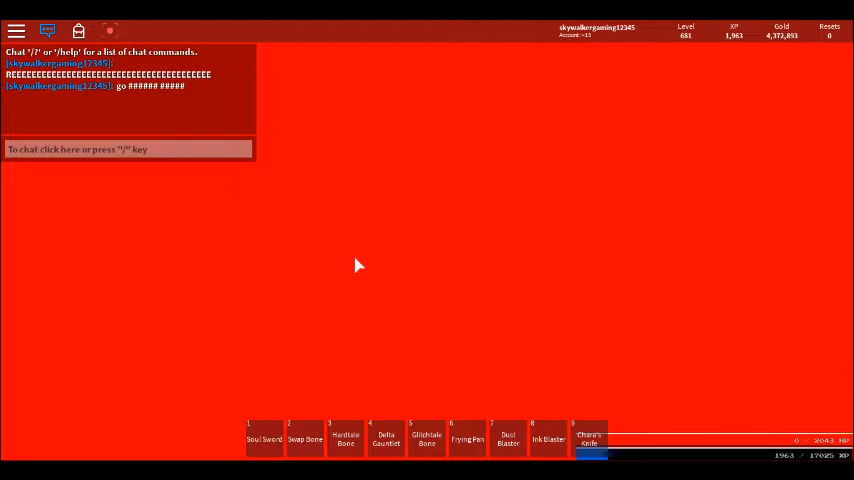 skywalkergaming12345
Account: <13
Level
681
XP
1,963
Gold
4,372,893
Resets
0
Chat '/?' or '/help' for a list of chat commands.
[skywalkergaming12345]:
REEEEEEEEEEEEEEEEEEEEEEEEEEEEEEEEEEEEEEEE
[skywalkergaming12345]: go ###### #####
To chat click here or press "/" key
1
Soul Sword
2
Swap Bone
3
Hardtale
Bone
4
Delta
Gauntlet
5
Glitchtale
Bone
6
Frying Pan
7
Dust
Blaster
8
Ink Blaster
9
Chara's
Knife
0 / 2043 HP
1963 / 17025 XP